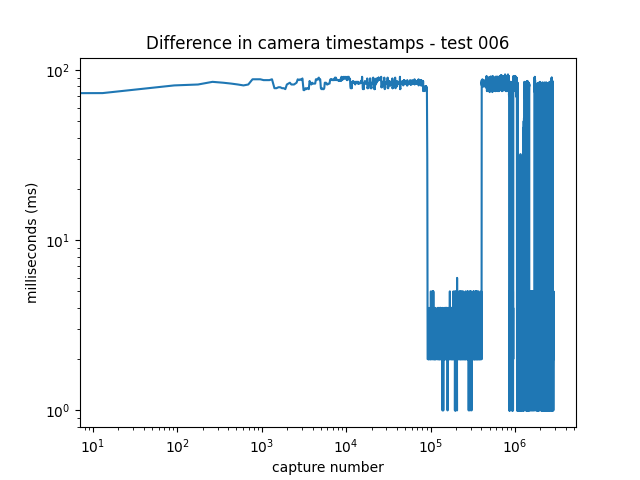 Difference in camera timestamps - test 006
milliseconds (ms)
10²
10¹
10⁰
10¹ 10² 10³ 10⁴ 10⁵ 10⁶
capture number